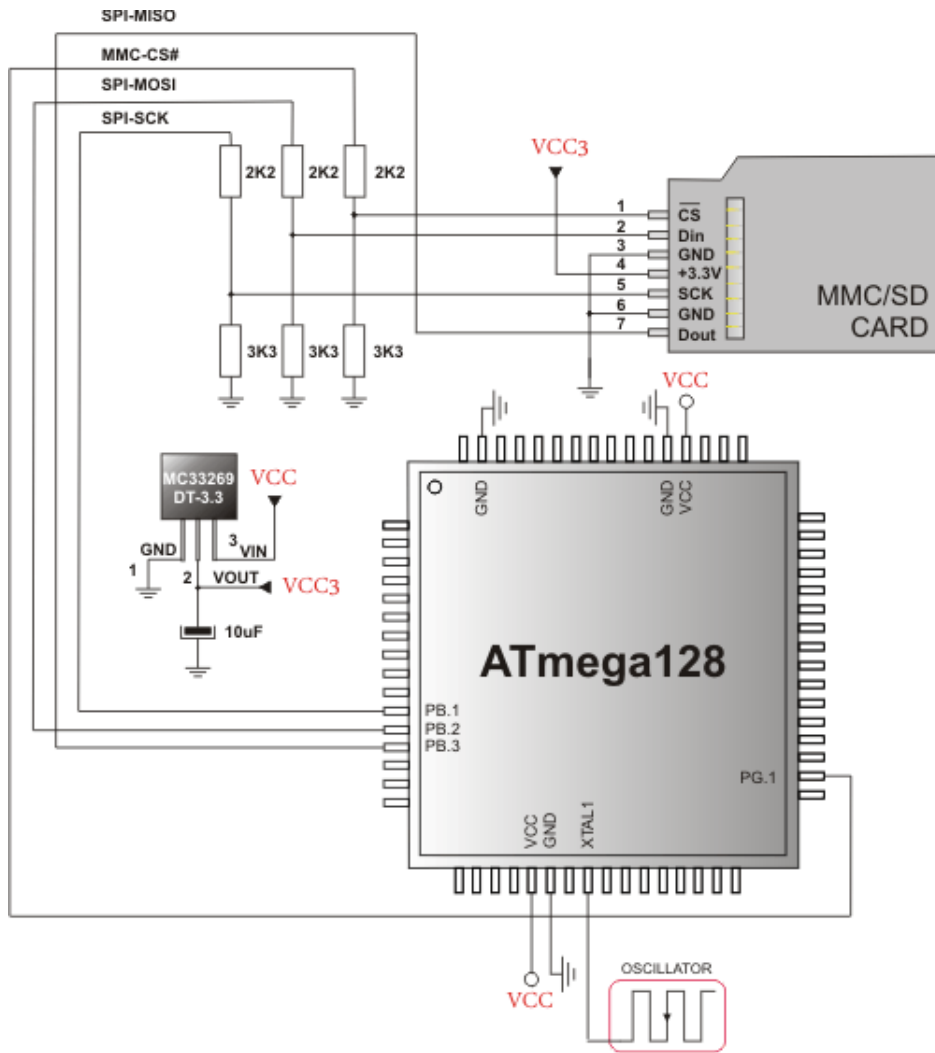 SPI-MISO
MMC-CS#
SPI-MOSI
SPI-SCK
2K2
2K2
2K2
VCC3
1
2
3
4
5
6
7
CS
Din
GND
+3.3V
SCK
GND
Dout
MMC/SD
CARD
3K3
3K3
3K3
VCC
MC33269
DT-3.3
VCC
GND
3
VIN
1
2
VOUT
VCC3
10uF
GND
GND
VCC
ATmega128
PB.1
PB.2
PB.3
PG.1
VCC
GND
XTAL1
VCC
OSCILLATOR